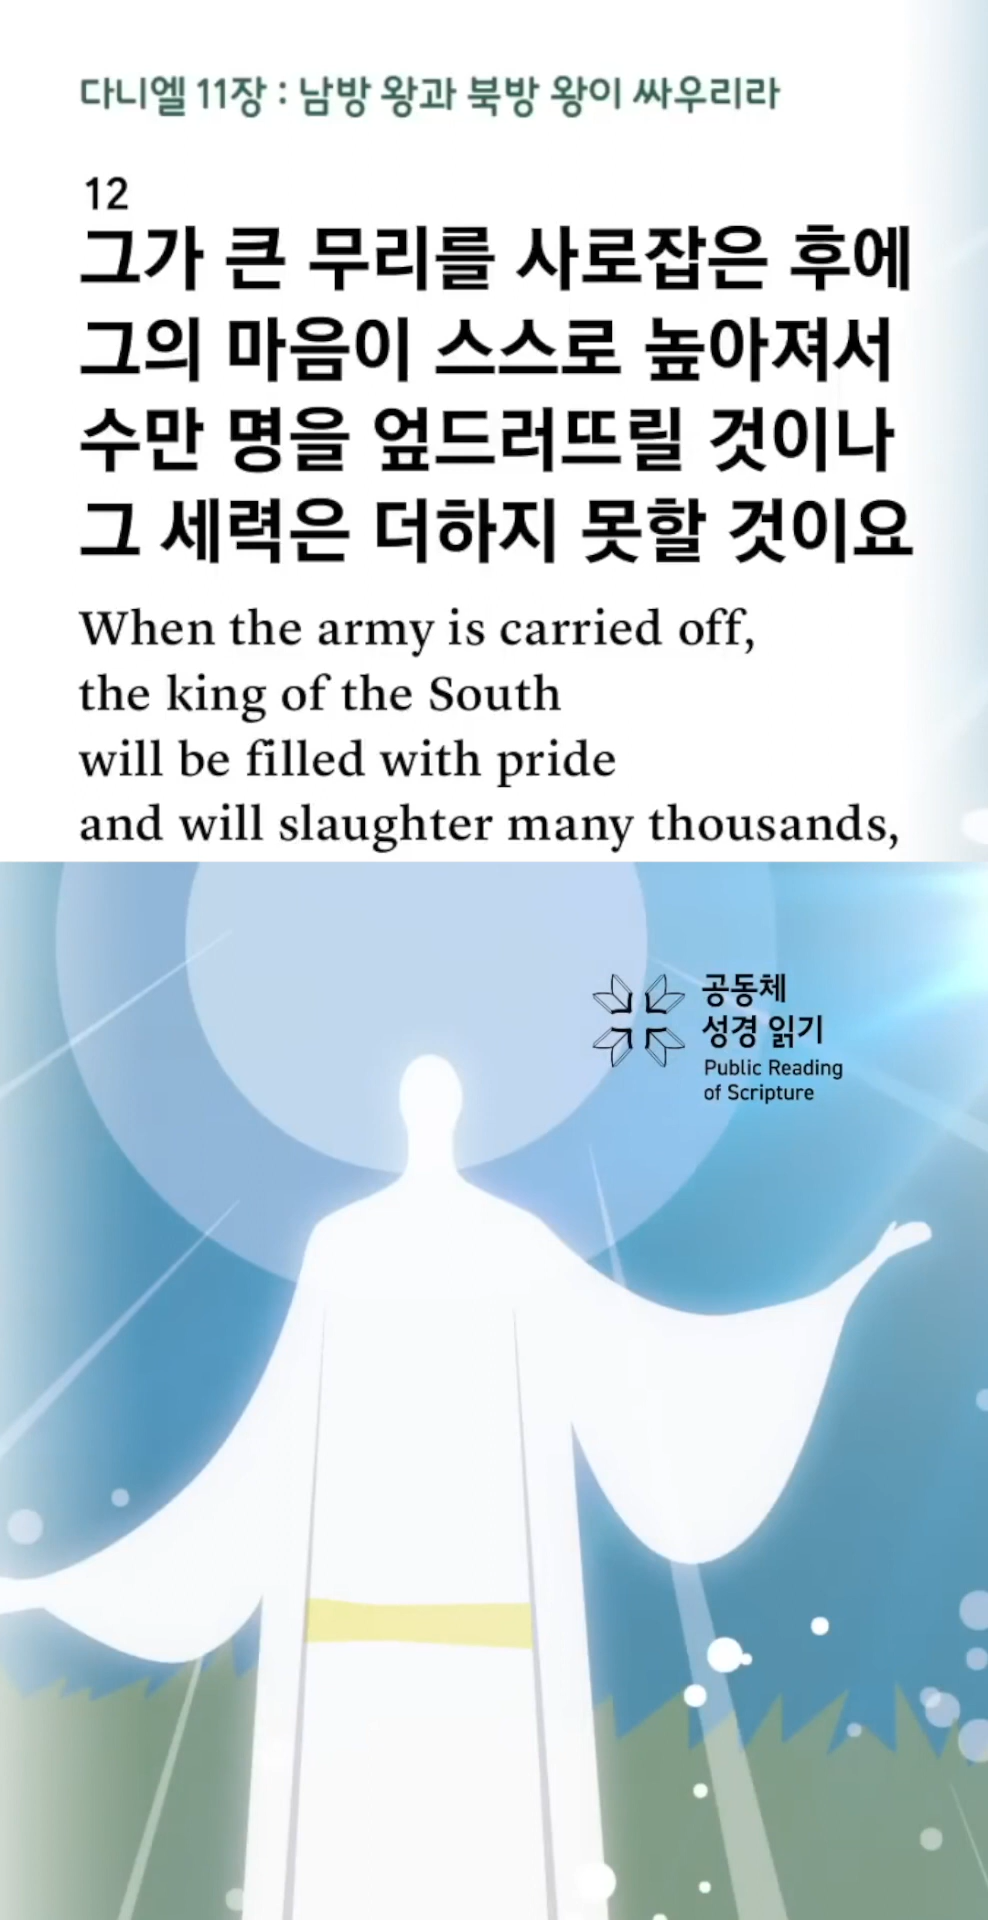 다니엘 11장 : 남방 왕과 북방 왕이 싸우리라
12
그가 큰 무리를 사로잡은 후에
그의 마음이 스스로 높아져서
수만 명을 엎드러뜨릴 것이나
그 세력은 더하지 못할 것이요
When the army is carried off,
the king of the South
will be filled with pride
and will slaughter many thousands,
공동체
성경 읽기
Public Reading
of Scripture